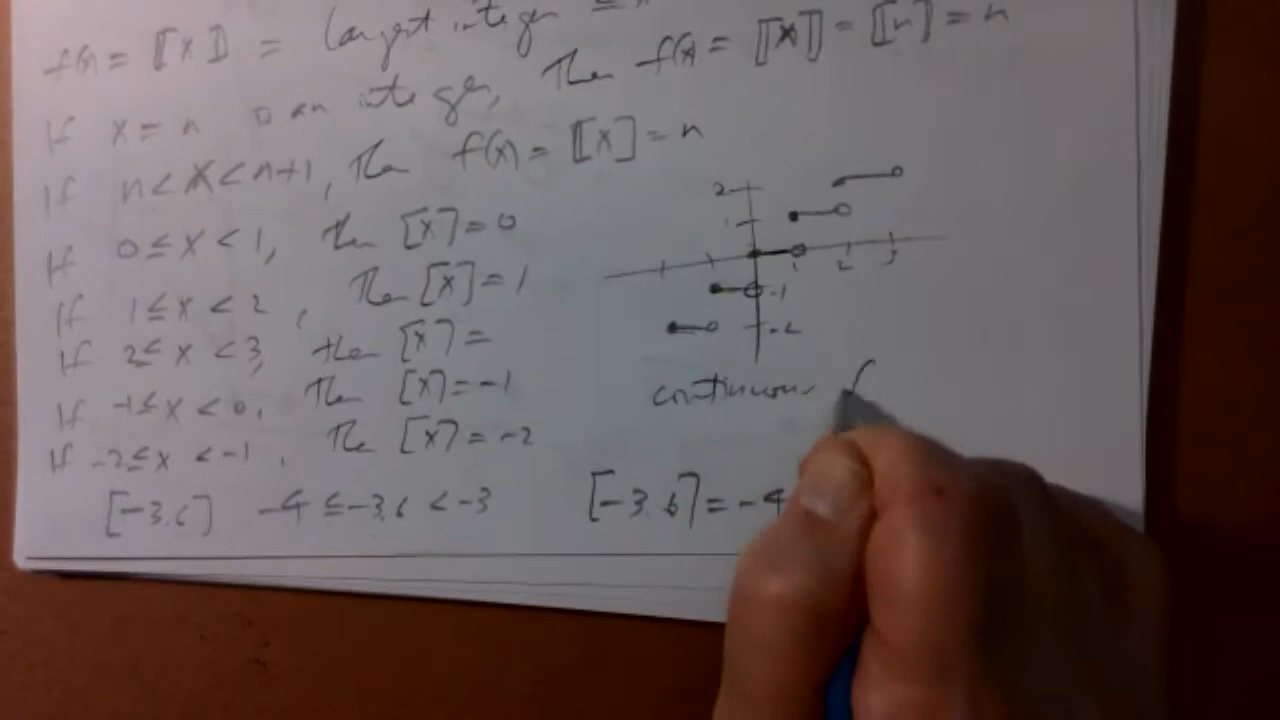 f(x) = [[x]] = largest integer ≤ x
If x = n is an integer, then f(x) = [[x]] = [[n]] = n
If n < x < n+1, then f(x) = [[x]] = n
If 0 ≤ x < 1, then [x] = 0
If 1 ≤ x < 2, then [x] = 1
If 2 ≤ x < 3, then [x] =
If -1 ≤ x < 0, then [x] = -1
If -2 ≤ x < -1, then [x] = -2
[-3.6] -4 ≤ -3.6 < -3
[-3.6] = -4
2
1
1 2 3
-1
-2
continuous f